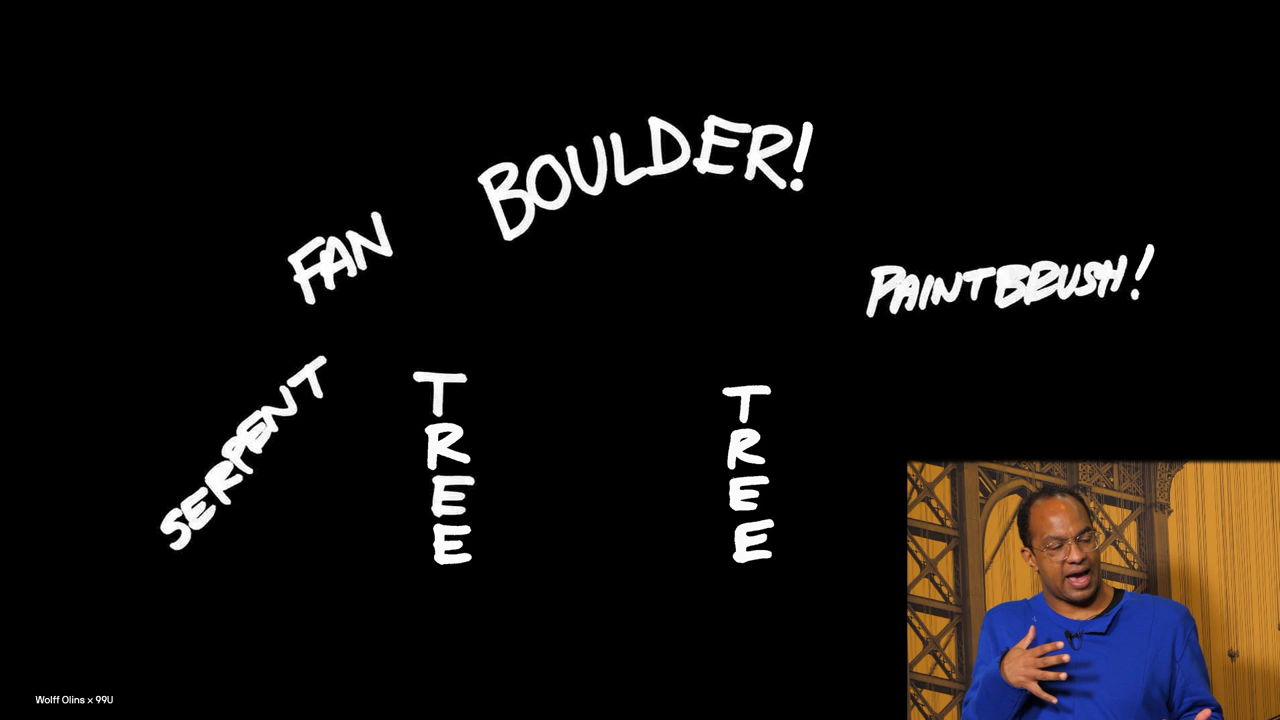 BOULDER!
FAN
PAINTBRUSH!
SERPENT
TREE
TREE
Wolff Olins × 99U